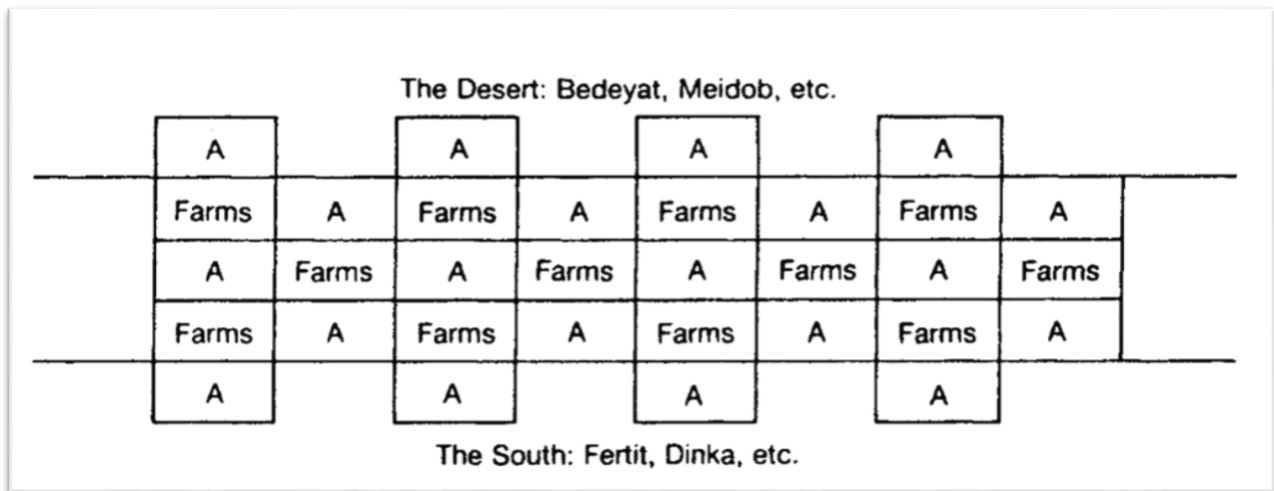 The Desert: Bedeyat, Meidob, etc.
A A A A
Farms A Farms A Farms A Farms A
A Farms A Farms A Farms A Farms
Farms A Farms A Farms A Farms A
A A A A
The South: Fertit, Dinka, etc.